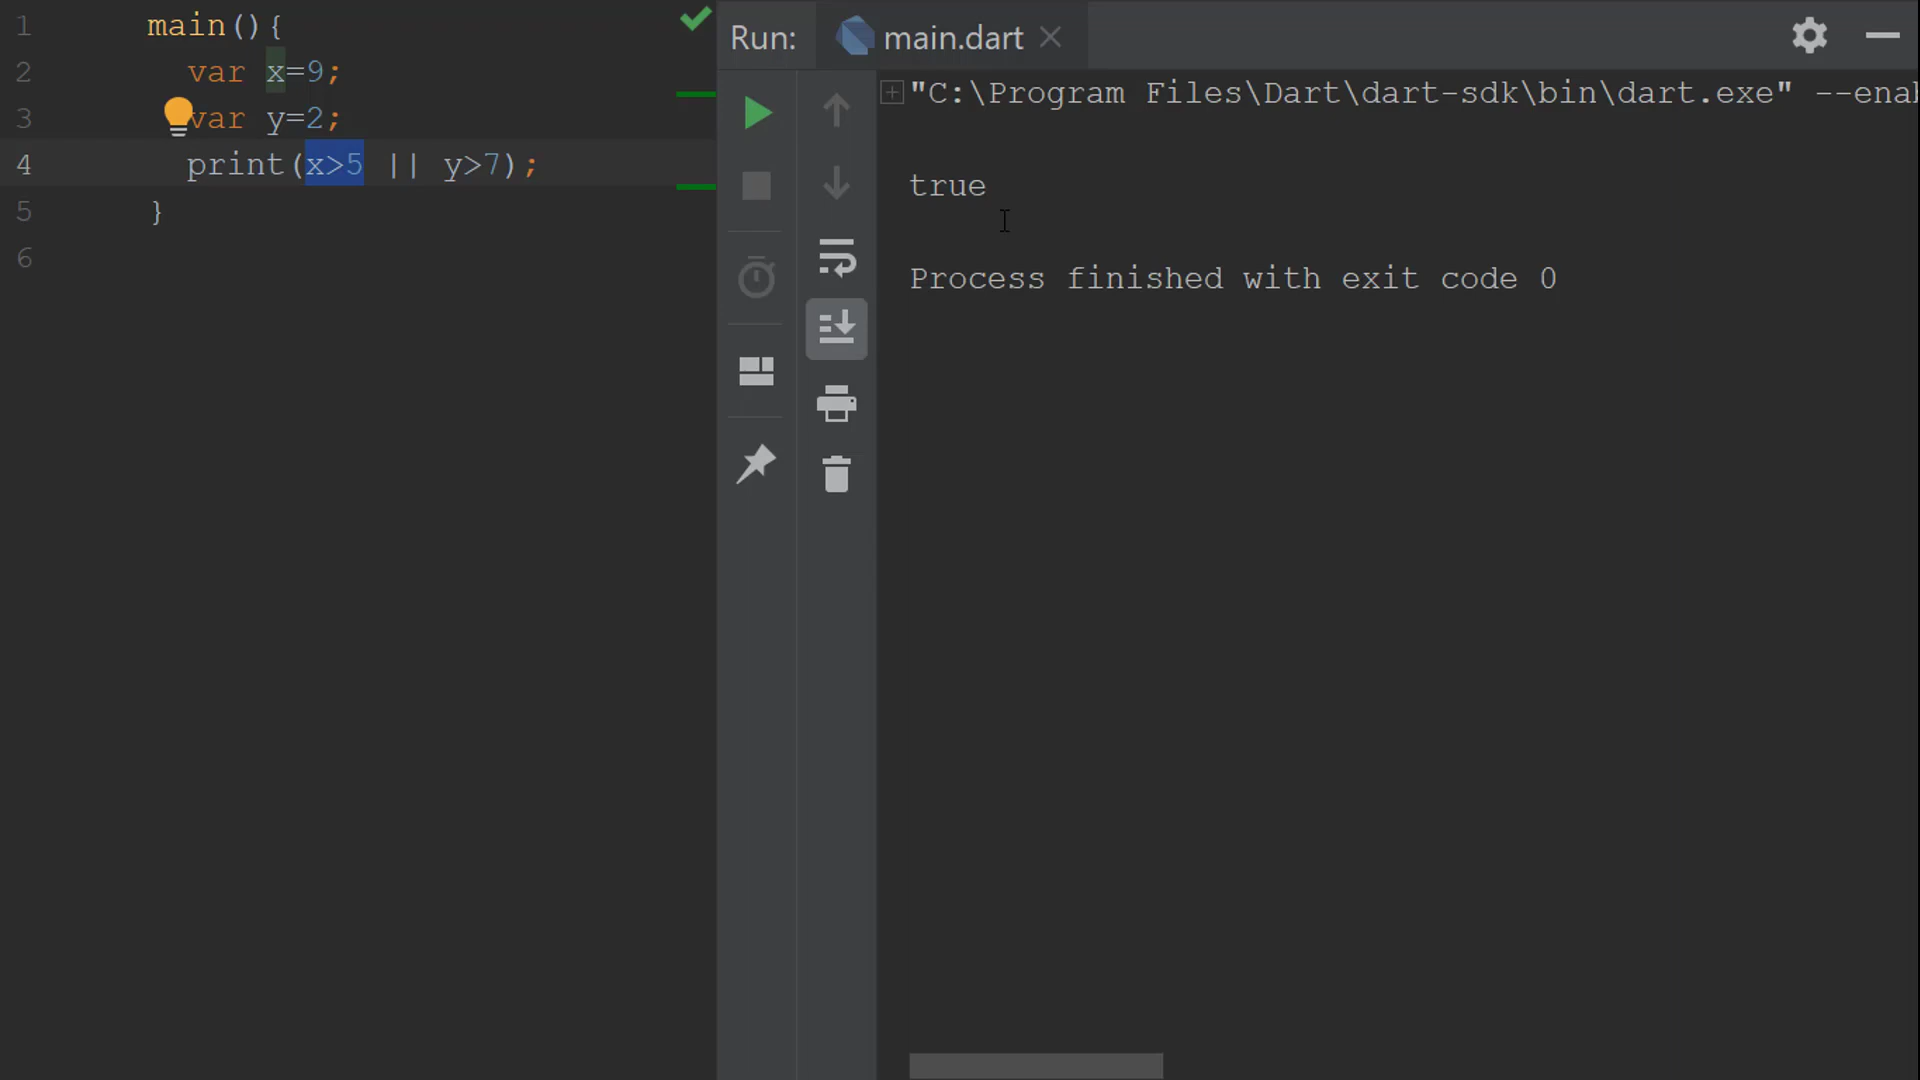 1 main(){
2 var x=9;
3 var y=2;
4 print(x>5 || y>7);
5 }
6
Run: main.dart
"C:\Program Files\Dart\dart-sdk\bin\dart.exe" --enab
true
Process finished with exit code 0